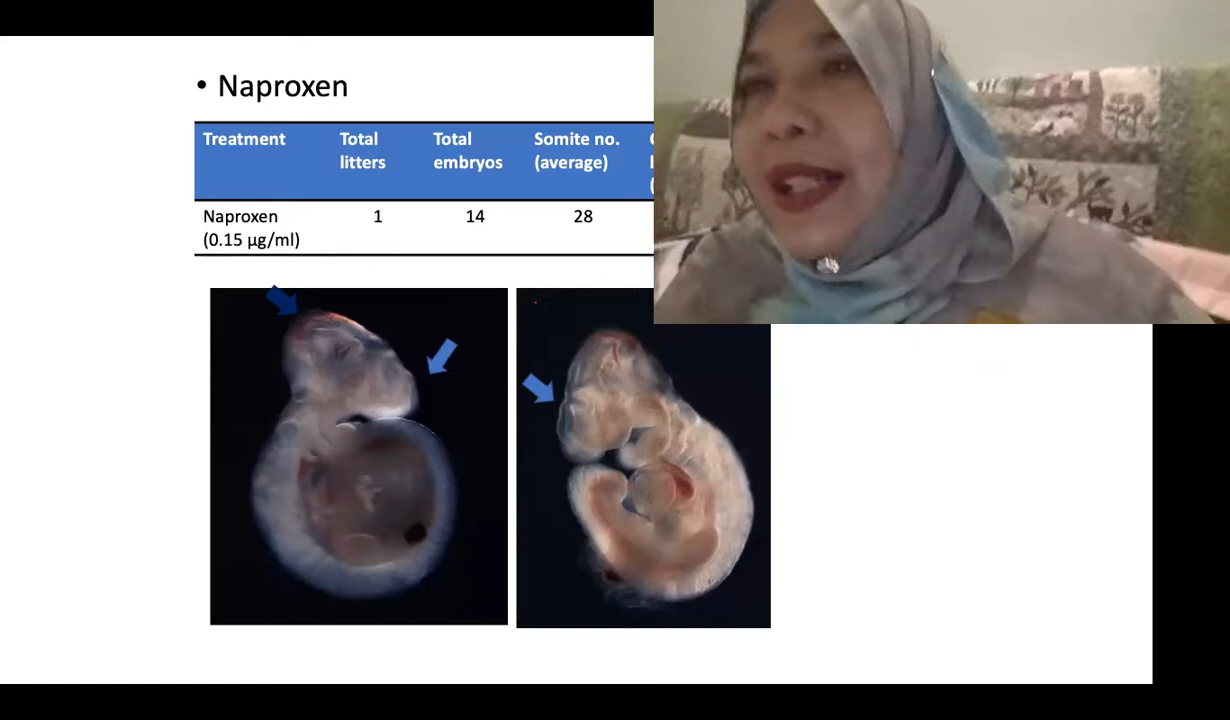 • Naproxen
Treatment Total litters Total embryos Somite no. (average)
Naproxen (0.15 µg/ml) 1 14 28